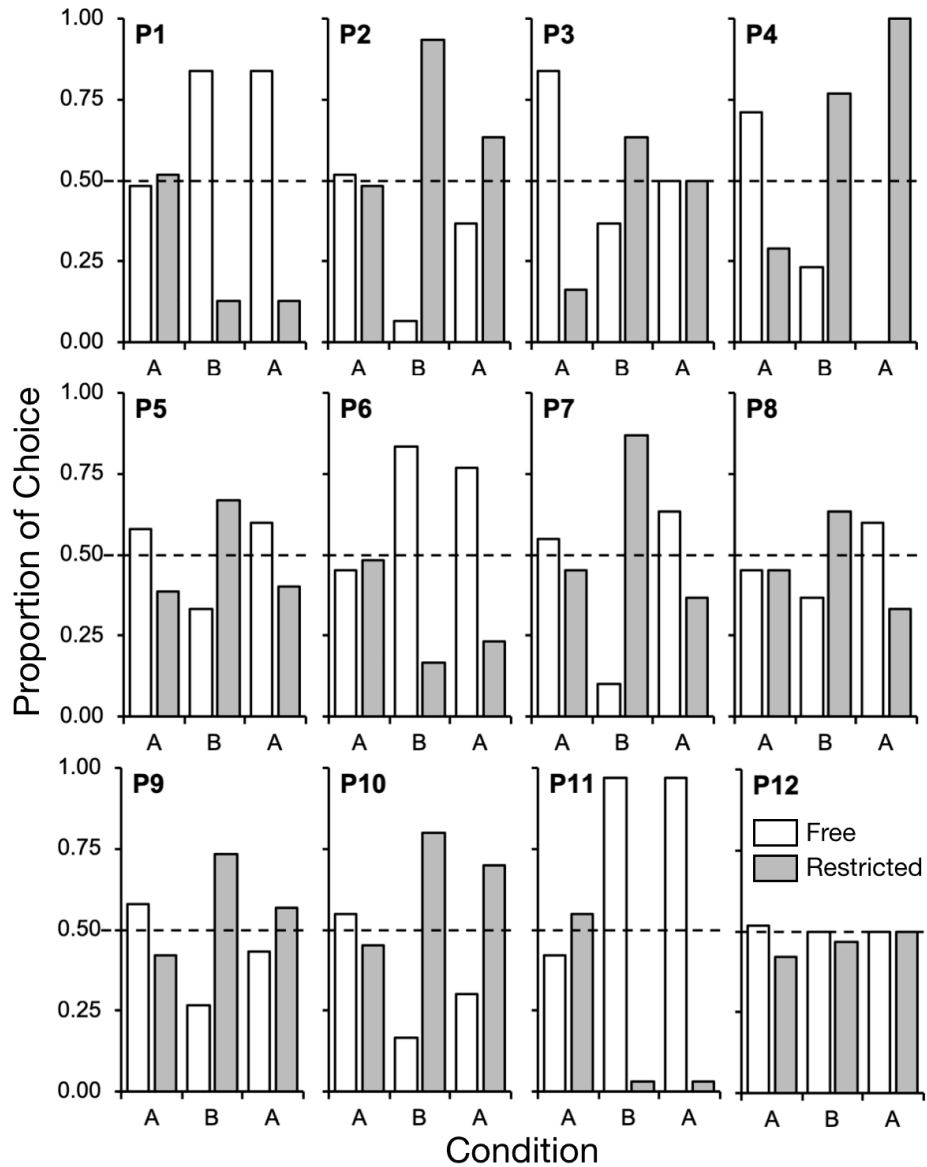 1.00 P1 P2 P3 P4
0.75
0.50
0.25
0.00
A B A A B A A B A A B A
1.00 P5 P6 P7 P8
0.75
0.50
0.25
0.00
A B A A B A A B A A B A
1.00 P9 P10 P11 P12
Free
0.75
Restricted
0.50
0.25
0.00
A B A A B A A B A A B A
Proportion of Choice
Condition